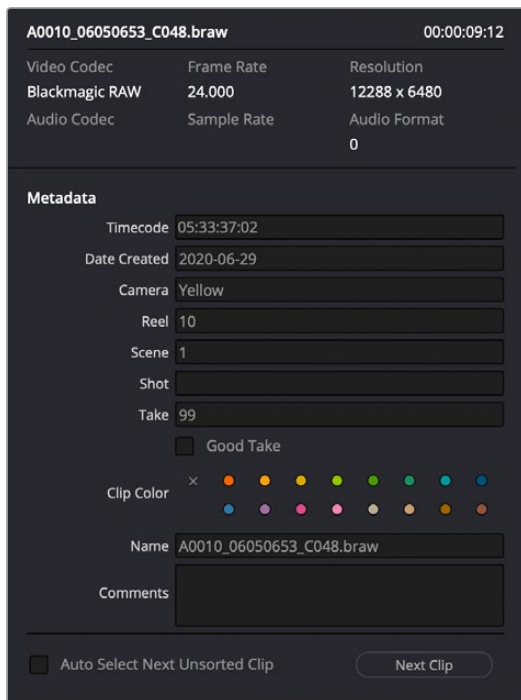 A0010_06050653_C048.braw 00:00:09:12
Video Codec Frame Rate Resolution
Blackmagic RAW 24.000 12288 x 6480
Audio Codec Sample Rate Audio Format
0
Metadata
Timecode 05:33:37:02
Date Created 2020-06-29
Camera Yellow
Reel 10
Scene 1
Shot
Take 99
Good Take
Clip Color
Name A0010_06050653_C048.braw
Comments
Auto Select Next Unsorted Clip Next Clip